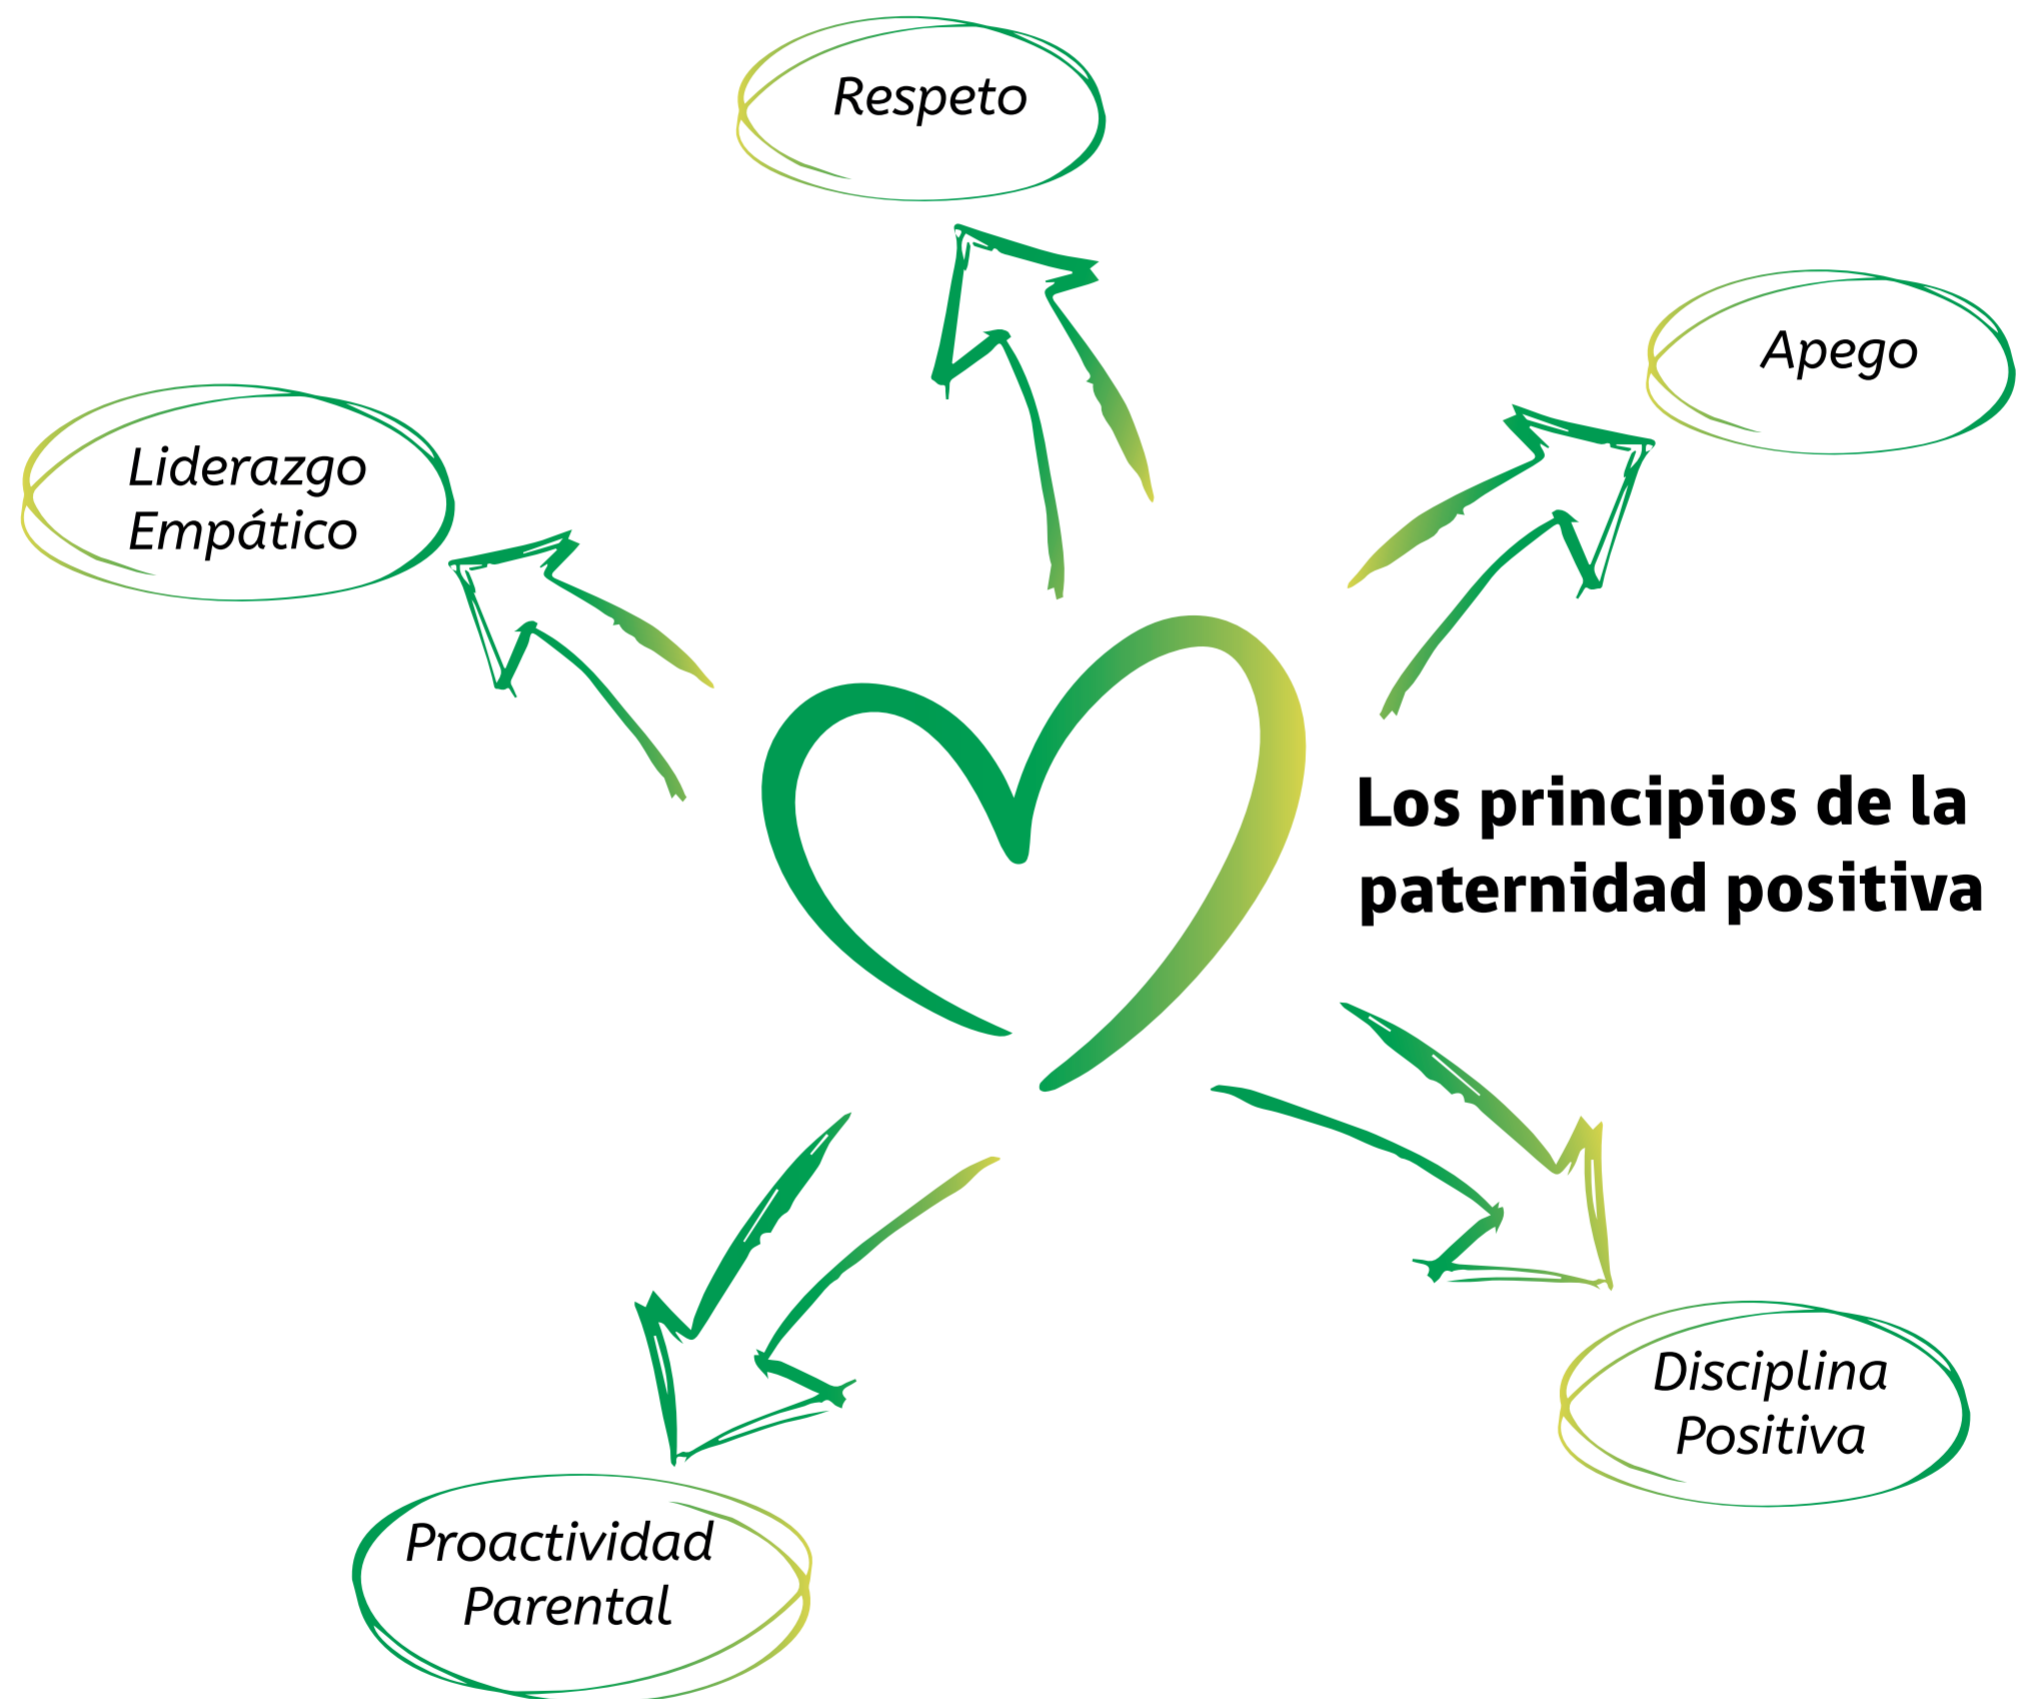 Respeto
Apego
Liderazgo
Empático
Los principios de la
paternidad positiva
Disciplina
Positiva
Proactividad
Parental